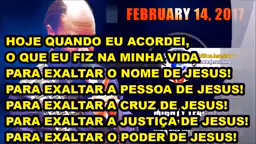 FEBRUARY 14, 2017
HOJE QUANDO EU ACORDEI,
O QUE EU FIZ NA MINHA VIDA
PARA EXALTAR O NOME DE JESUS!
PARA EXALTAR A PESSOA DE JESUS!
PARA EXALTAR A CRUZ DE JESUS!
PARA EXALTAR A JUSTIÇA DE JESUS!
PARA EXALTAR O PODER DE JESUS!